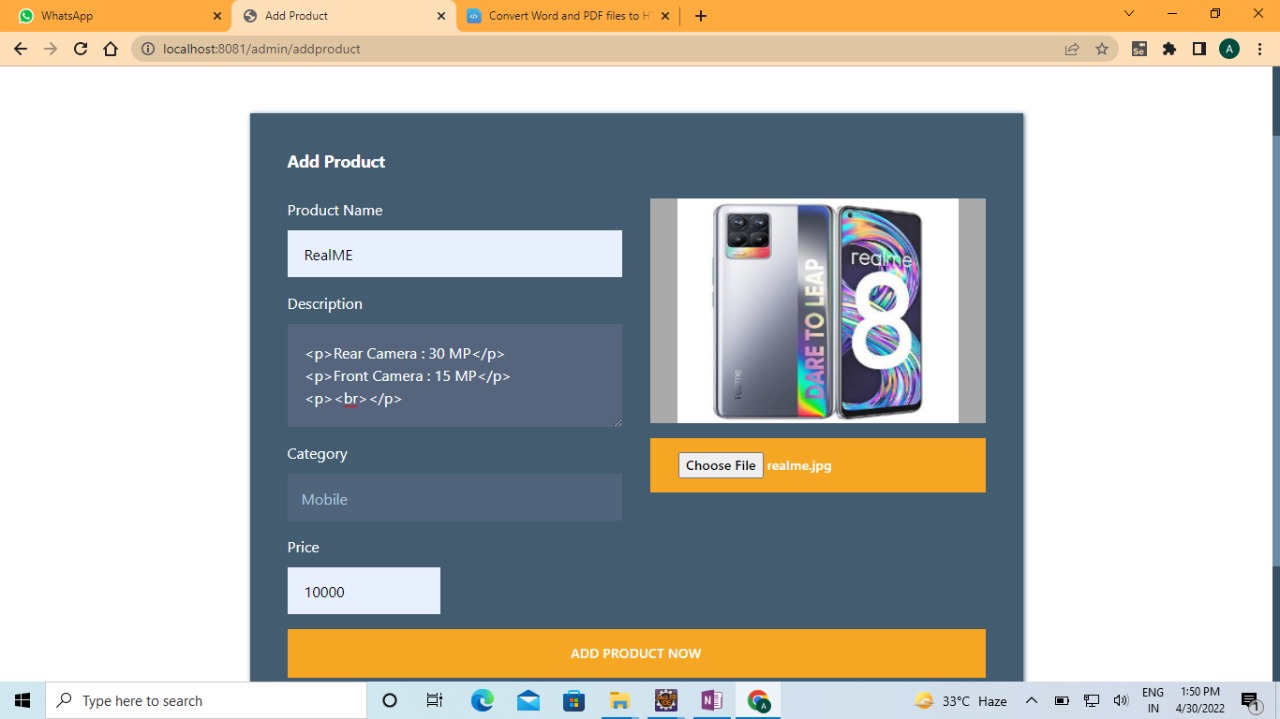 WhatsApp
Add Product
Convert Word and PDF files to H
localhost:8081/admin/addproduct
Se
A
Add Product
Product Name
RealME
Description
<p>Rear Camera : 30 MP</p>
<p>Front Camera : 15 MP</p>
<p><br></p>
Category
Mobile
Price
10000
realme
DARE TO LEAP
realme
8
Choose File realme.jpg
ADD PRODUCT NOW
Type here to search
33°C Haze
ENG
IN
1:50 PM
4/30/2022
1